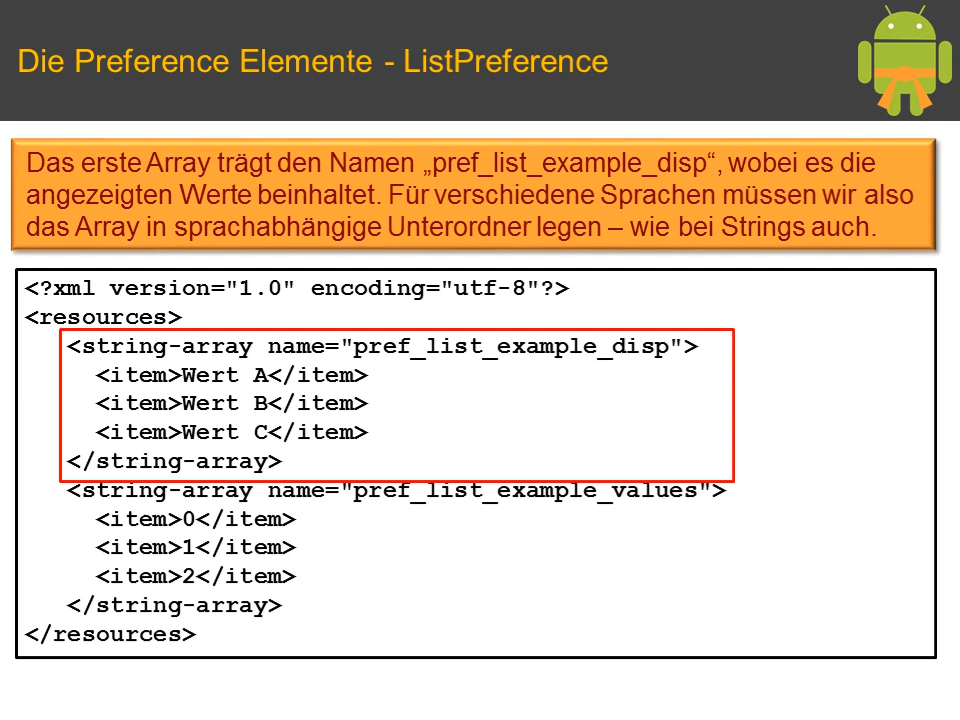 Die Preference Elemente - ListPreference
Das erste Array trägt den Namen „pref_list_example_disp“, wobei es die
angezeigten Werte beinhaltet. Für verschiedene Sprachen müssen wir also
das Array in sprachabhängige Unterordner legen – wie bei Strings auch.
<?xml version="1.0" encoding="utf-8"?>
<resources>
   <string-array name="pref_list_example_disp">
     <item>Wert A</item>
     <item>Wert B</item>
     <item>Wert C</item>
   </string-array>
   <string-array name="pref_list_example_values">
     <item>0</item>
     <item>1</item>
     <item>2</item>
   </string-array>
</resources>